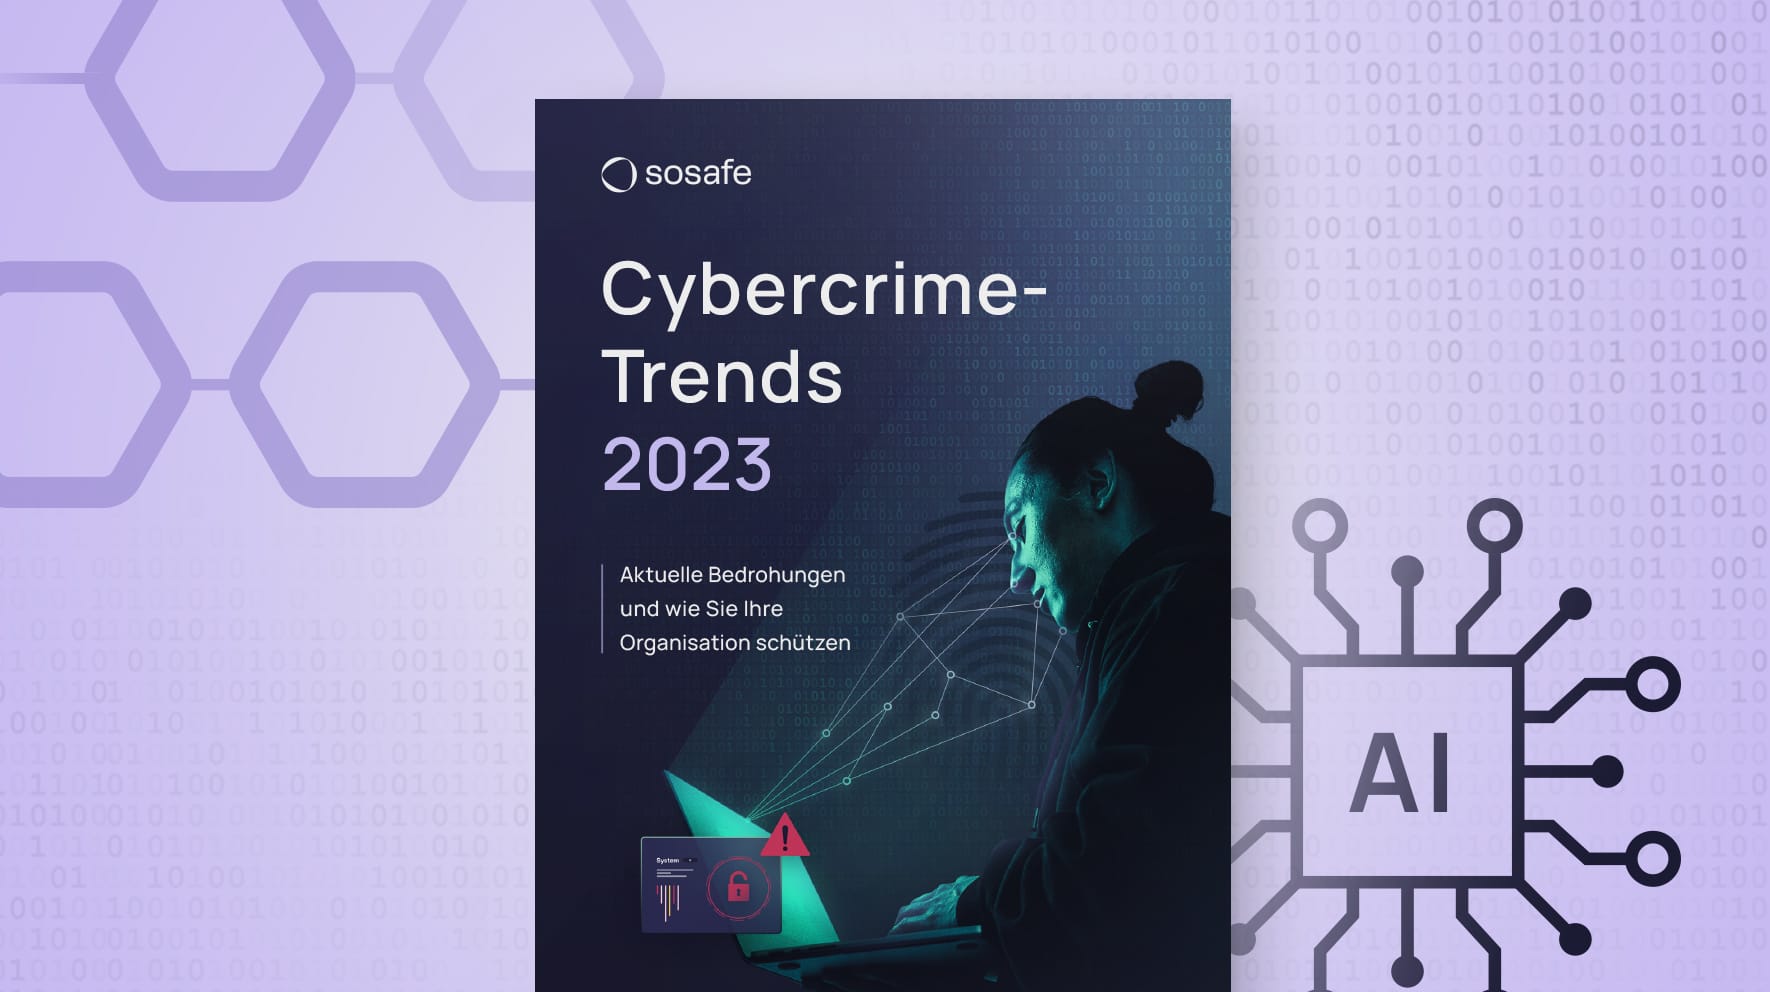 sosafe
Cybercrime-
Trends
2023
Aktuelle Bedrohungen
und wie Sie Ihre
Organisation schützen
System
AI